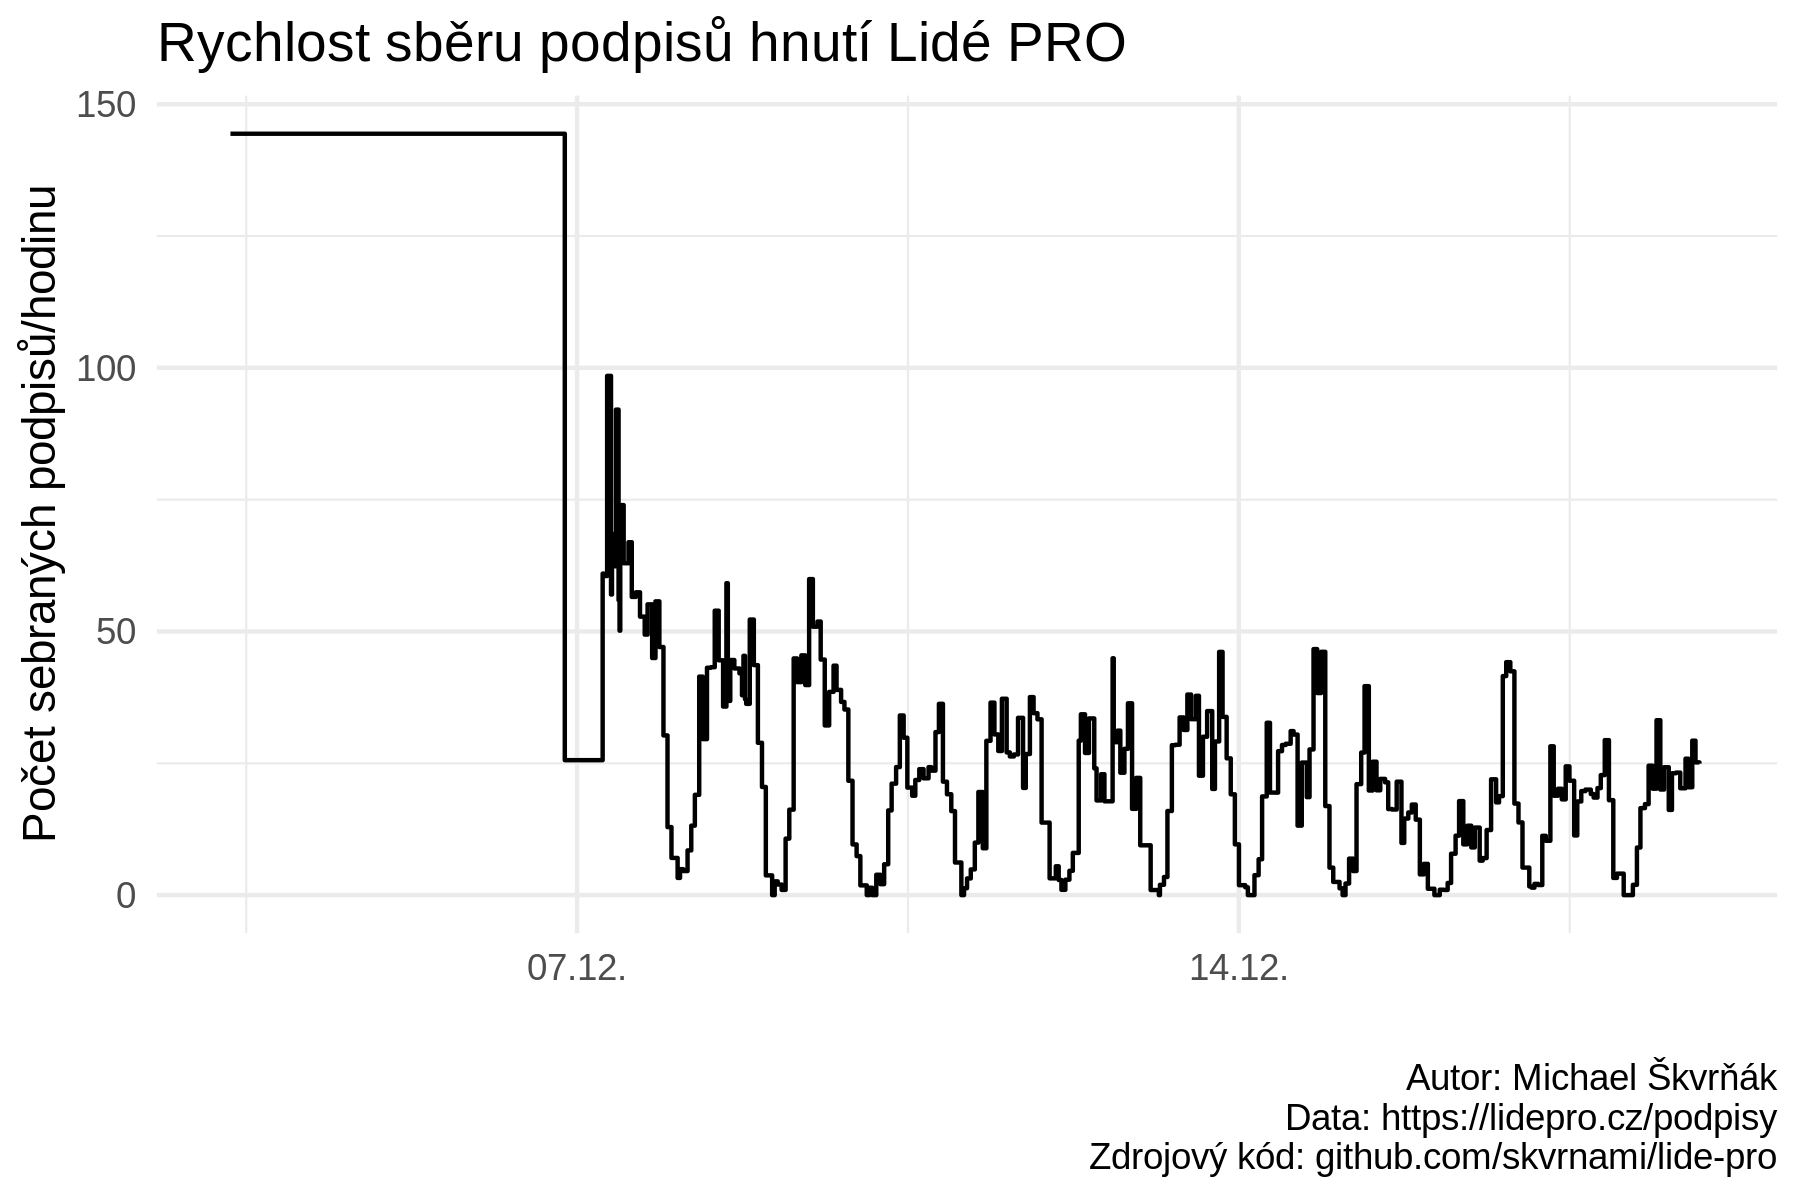 Rychlost sběru podpisů hnutí Lidé PRO
Počet sebraných podpisů/hodinu
150
100
50
0
07.12.
14.12.
Autor: Michael Škvrňák
Data: https://lidepro.cz/podpisy
Zdrojový kód: github.com/skvrnami/lide-pro